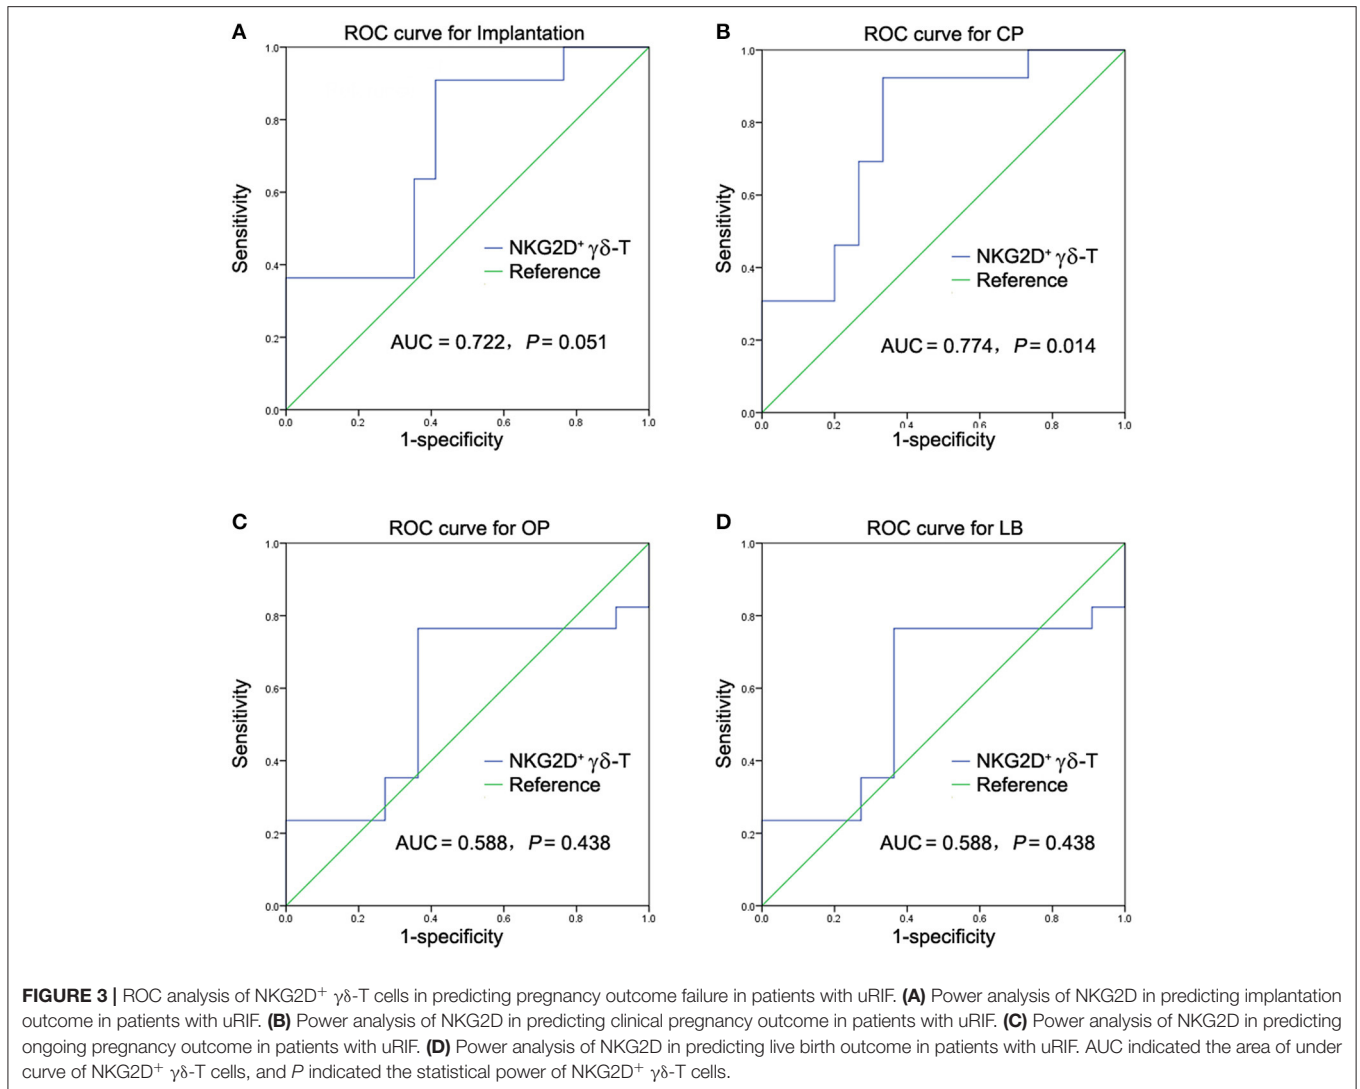 A
ROC curve for Implantation
1.0
0.8
0.6
0.4
0.2
0.0
Sensitivity
NKG2D⁺ γδ-T
Reference
AUC = 0.722, P = 0.051
0.0 0.2 0.4 0.6 0.8 1.0
1-specificity
B
ROC curve for CP
1.0
0.8
0.6
0.4
0.2
0.0
Sensitivity
NKG2D⁺ γδ-T
Reference
AUC = 0.774, P = 0.014
0.0 0.2 0.4 0.6 0.8 1.0
1-specificity
C
ROC curve for OP
1.0
0.8
0.6
0.4
0.2
0.0
Sensitivity
NKG2D⁺ γδ-T
Reference
AUC = 0.588, P = 0.438
0.0 0.2 0.4 0.6 0.8 1.0
1-specificity
D
ROC curve for LB
1.0
0.8
0.6
0.4
0.2
0.0
Sensitivity
NKG2D⁺ γδ-T
Reference
AUC = 0.588, P = 0.438
0.0 0.2 0.4 0.6 0.8 1.0
1-specificity
FIGURE 3 | ROC analysis of NKG2D⁺ γδ-T cells in predicting pregnancy outcome failure in patients with uRIF. (A) Power analysis of NKG2D in predicting implantation
outcome in patients with uRIF. (B) Power analysis of NKG2D in predicting clinical pregnancy outcome in patients with uRIF. (C) Power analysis of NKG2D in predicting
ongoing pregnancy outcome in patients with uRIF. (D) Power analysis of NKG2D in predicting live birth outcome in patients with uRIF. AUC indicated the area of under
curve of NKG2D⁺ γδ-T cells, and P indicated the statistical power of NKG2D⁺ γδ-T cells.